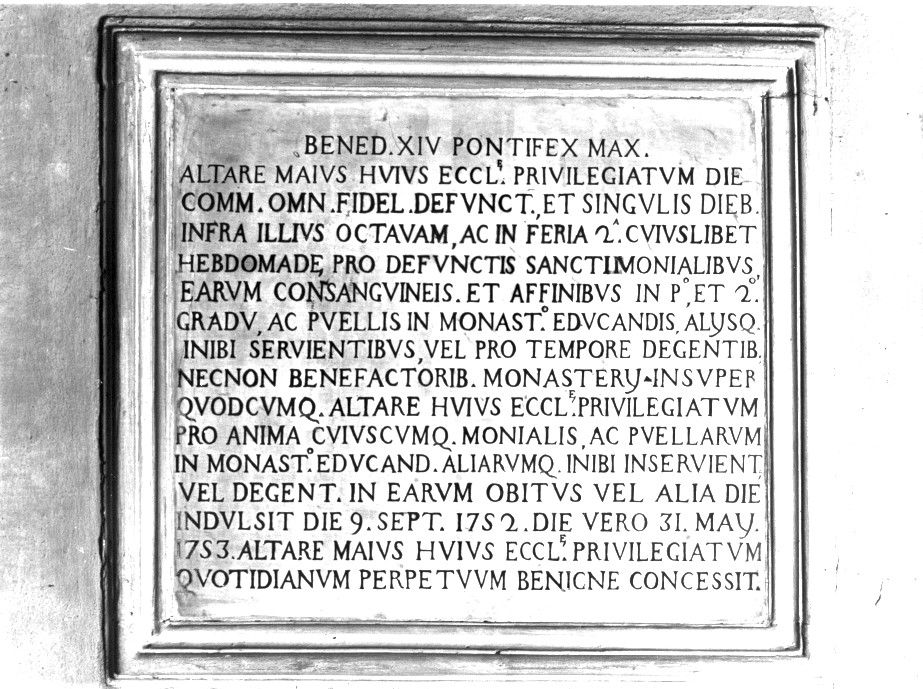 BENED.XIV PONTIFEX MAX.
ALTARE MAIVS HVIVS ECCL.E PRIVILEGIATVM DIE
COMM. OMN.FIDEL.DEFVNCT., ET SINGVLIS DIEB.
INFRA ILLIVS OCTAVAM, AC IN FERIA 2.A CVIVSLIBET
HEBDOMADE, PRO DEFVNCTIS SANCTIMONIALIBVS,
EARVM CONSANGVINEIS. ET AFFINIBVS IN P.O, ET 2.O
GRADV, AC PVELLIS IN MONAST.O EDVCANDIS, ALYSQ.
INIBI SERVIENTIBVS, VEL PRO TEMPORE DEGENTIB.
NECNON BENEFACTORIB. MONASTERY. INSVPER
QVODCVMQ. ALTARE HVIVS ECCL.E PRIVILEGIATVM
PRO ANIMA CVIVSCVMQ. MONIALIS, AC PVELLARVM
IN MONAST.O EDVCAND. ALIARVMQ. INIBI INSERVIENT.
VEL DEGENT. IN EARVM OBITVS VEL ALIA DIE
INDVLSIT DIE 9. SEPT. 1752. DIE VERO 31. MAY.
1753. ALTARE MAIVS HVIVS ECCL.E PRIVILEGIATVM
QVOTIDIANVM PERPETVVM BENIGNE CONCESSIT.